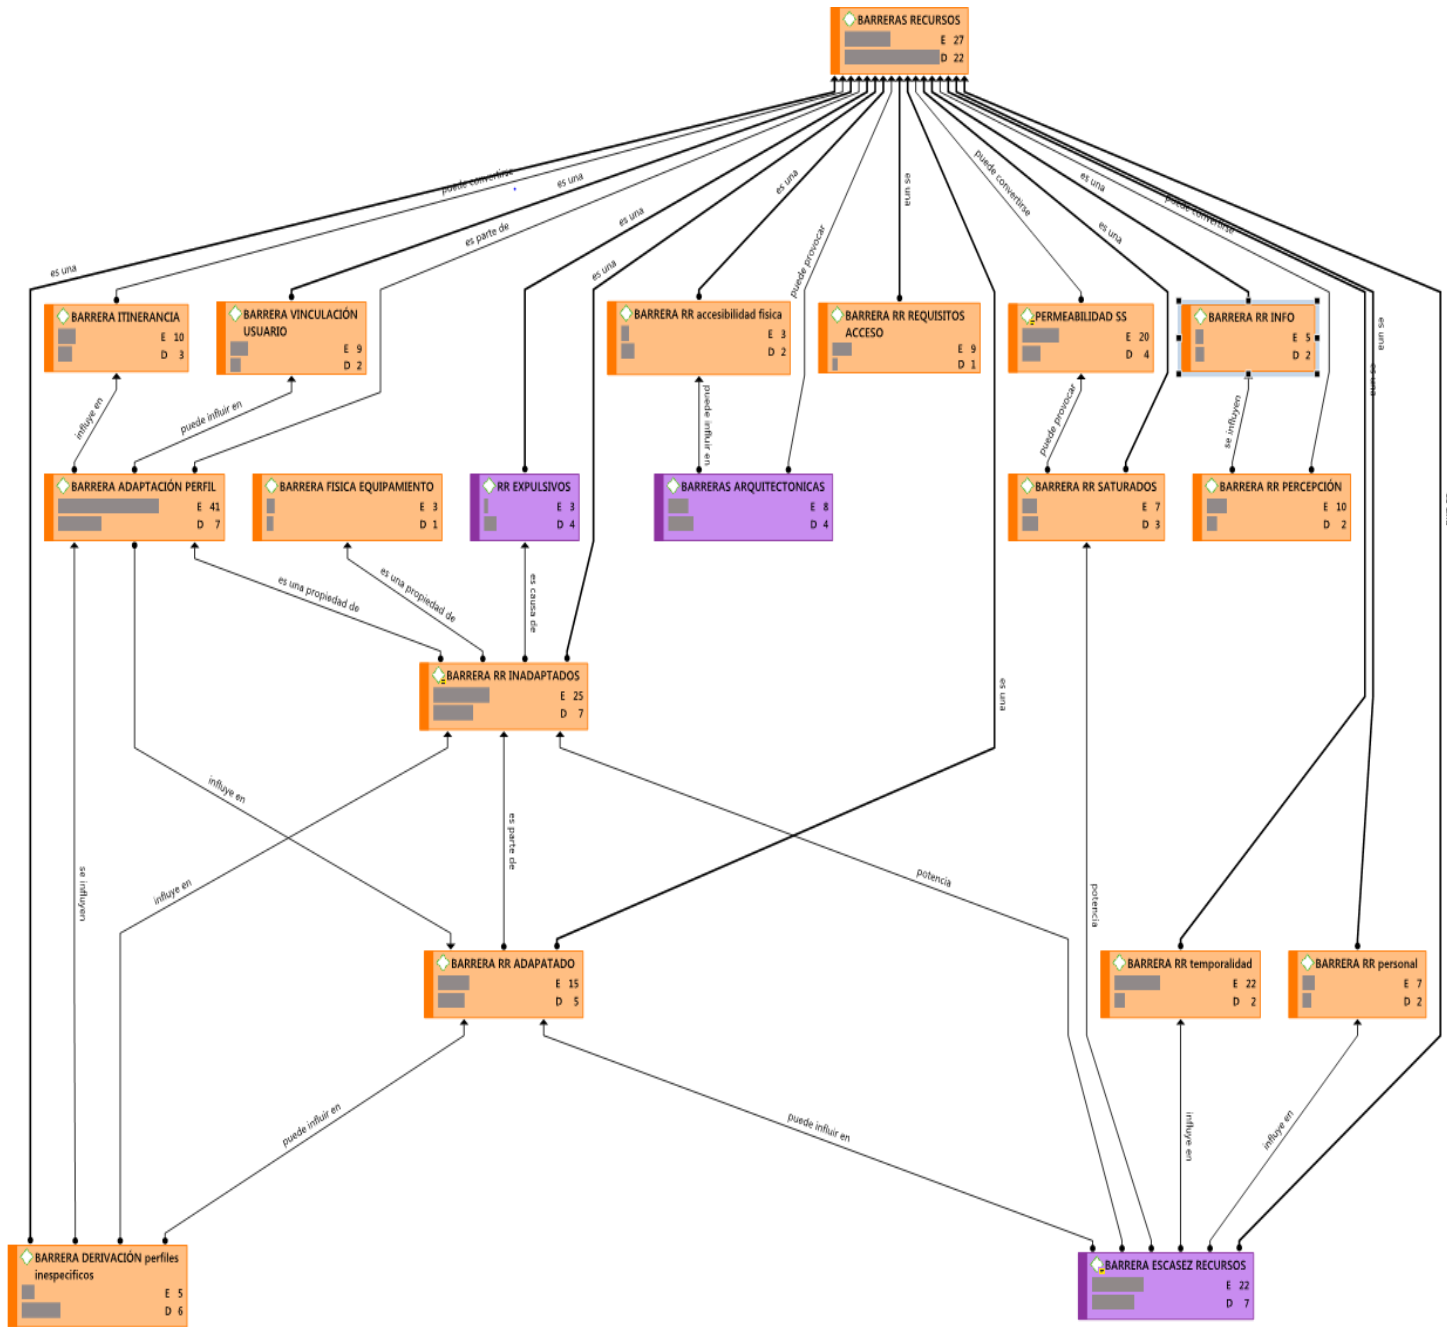 BARRERAS RECURSOS
E 27
D 22
puede convertirse
es una
es parte de
es una
es una
es una
puede provocar
es una
puede convertirse
es una
es una
puede convertirse
es una
es una
es una
BARRERA ITINERANCIA
E 10
D 3
BARRERA VINCULACIÓN
USUARIO
E 9
D 2
BARRERA RR accesibilidad fisica
E 3
D 2
BARRERA RR REQUISITOS
ACCESO
E 9
D 1
PERMEABILIDAD SS
E 20
D 4
BARRERA RR INFO
E 5
D 2
influye en
puede influir en
puede influir en
puede provocar
se influyen
BARRERA ADAPTACIÓN PERFIL
E 41
D 7
BARRERA FISICA EQUIPAMIENTO
E 3
D 1
RR EXPULSIVOS
E 3
D 4
BARRERAS ARQUITECTONICAS
E 8
D 4
BARRERA RR SATURADOS
E 7
D 3
BARRERA RR PERCEPCIÓN
E 10
D 2
es una propiedad de
es una propiedad de
es causa de
BARRERA RR INADAPTADOS
E 25
D 7
es una
influye en
es parte de
se influyen
influye en
potencia
potencia
BARRERA RR ADAPATADO
E 15
D 5
BARRERA RR temporalidad
E 22
D 2
BARRERA RR personal
E 7
D 2
puede influir en
puede influir en
influye en
influye en
BARRERA DERIVACIÓN perfiles
inespecificos
E 5
D 6
BARRERA ESCASEZ RECURSOS
E 22
D 7